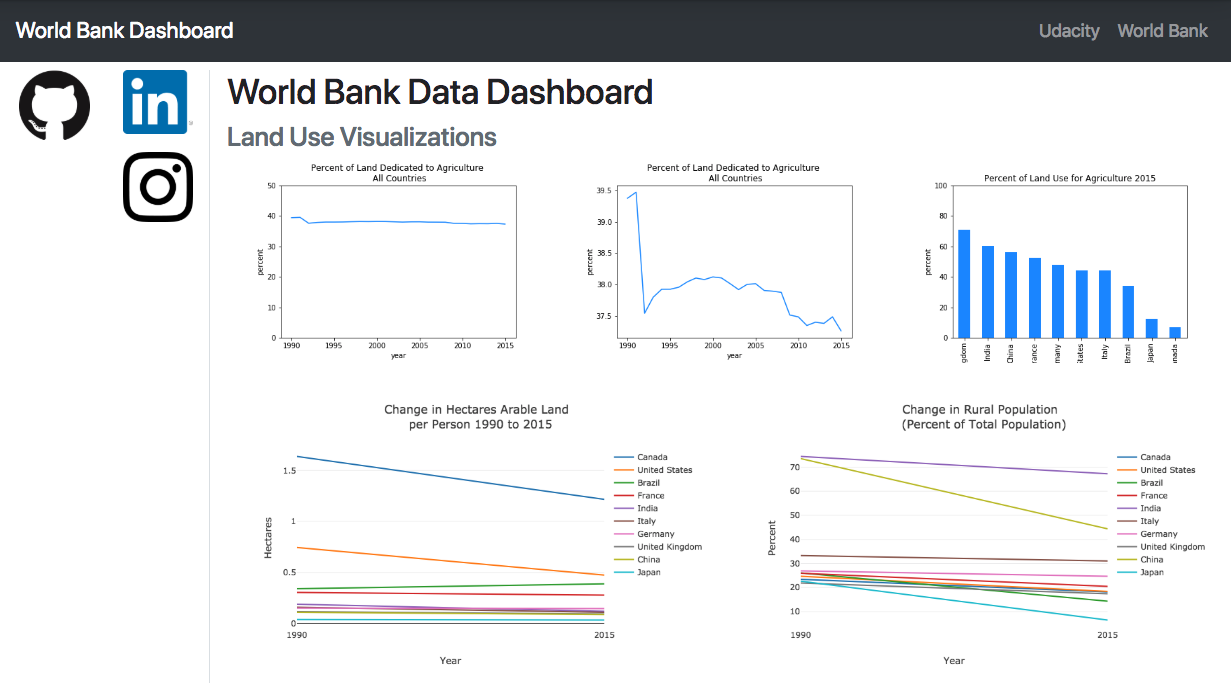 World Bank Dashboard
Udacity World Bank
in
World Bank Data Dashboard
Land Use Visualizations
Percent of Land Dedicated to Agriculture
All Countries
50
40
30
20
10
0
percent
1990 1995 2000 2005 2010 2015
year
Percent of Land Dedicated to Agriculture
All Countries
39.5
39.0
38.5
38.0
37.5
percent
1990 1995 2000 2005 2010 2015
year
Percent of Land Use for Agriculture 2015
100
80
60
40
20
0
percent
gdom
India
China
rance
many
States
Italy
Brazil
Japan
nada
Change in Hectares Arable Land
per Person 1990 to 2015
1.5
1
0.5
0
Hectares
1990 2015
Year
Canada
United States
Brazil
France
India
Italy
Germany
United Kingdom
China
Japan
Change in Rural Population
(Percent of Total Population)
70
60
50
40
30
20
10
Percent
1990 2015
Year
Canada
United States
Brazil
France
India
Italy
Germany
United Kingdom
China
Japan